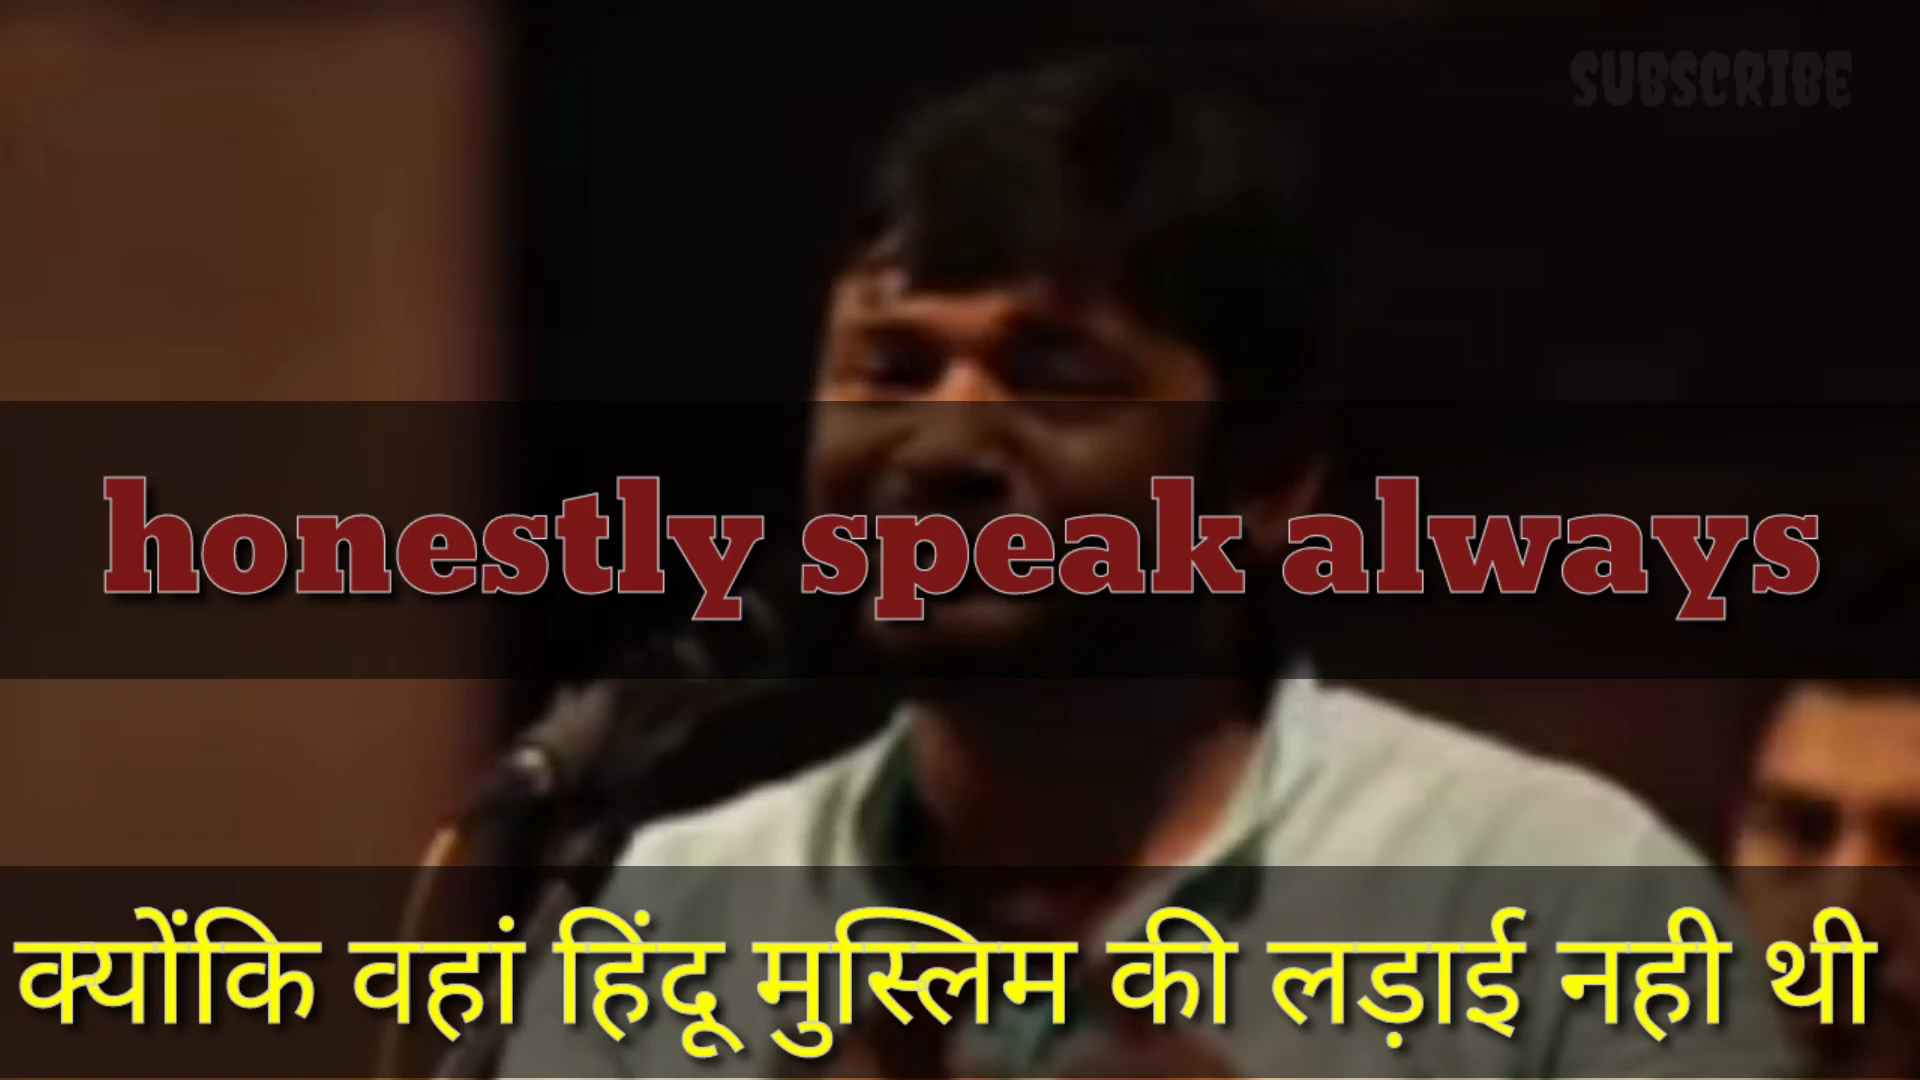 SUBSCRIBE
honestly speak always
क्योंकि वहां हिंदू मुस्लिम की लड़ाई नही थी